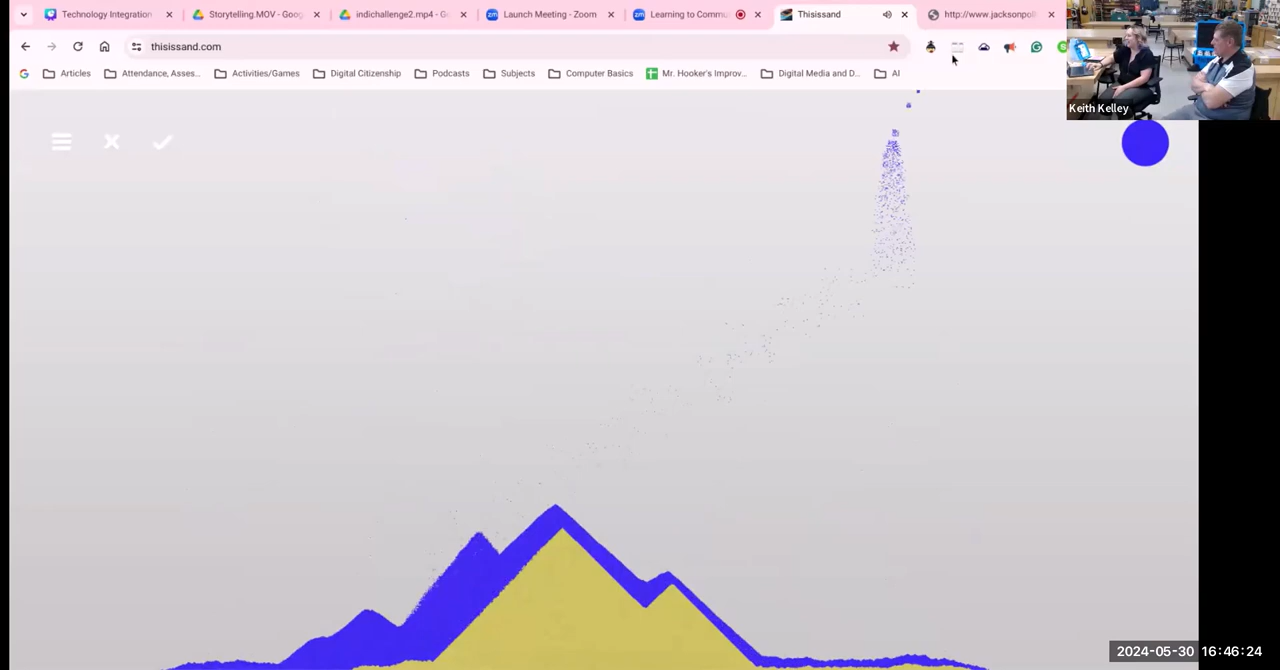 Technology Integration
Storytelling.MOV - Goog
indichallenge2.mp4 - G
Launch Meeting - Zoom
Learning to Commu
Thisissand
http://www.jacksonpoll
thisissand.com
Articles
Attendance, Asses...
Activities/Games
Digital Citizenship
Podcasts
Subjects
Computer Basics
Mr. Hooker's Improv...
Digital Media and D...
AI
Keith Kelley
2024-05-30 16:46:24